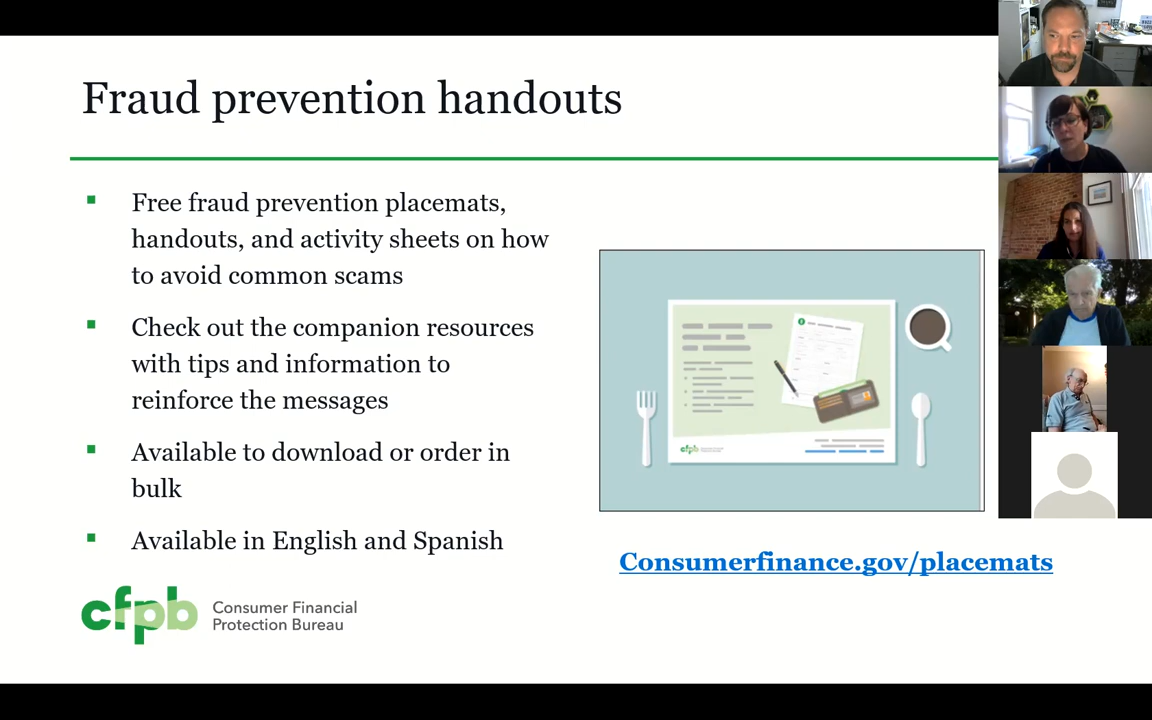 Fraud prevention handouts
Free fraud prevention placemats,
handouts, and activity sheets on how
to avoid common scams
Check out the companion resources
with tips and information to
reinforce the messages
Available to download or order in
bulk
Available in English and Spanish
cfpb
Consumerfinance.gov/placemats
cfpb Consumer Financial
Protection Bureau